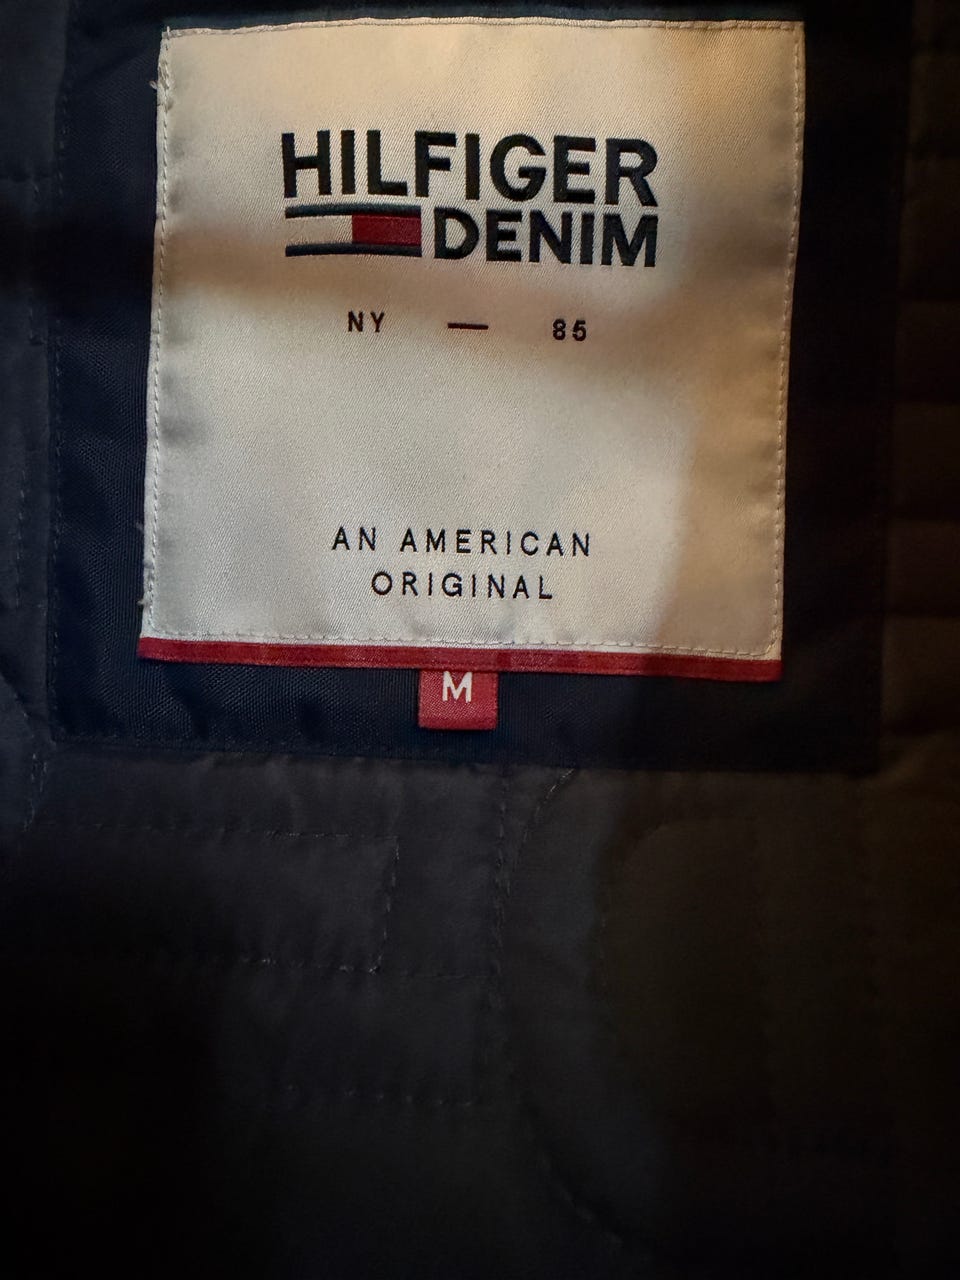 HILFIGER
DENIM
NY — 85
AN AMERICAN
ORIGINAL
M